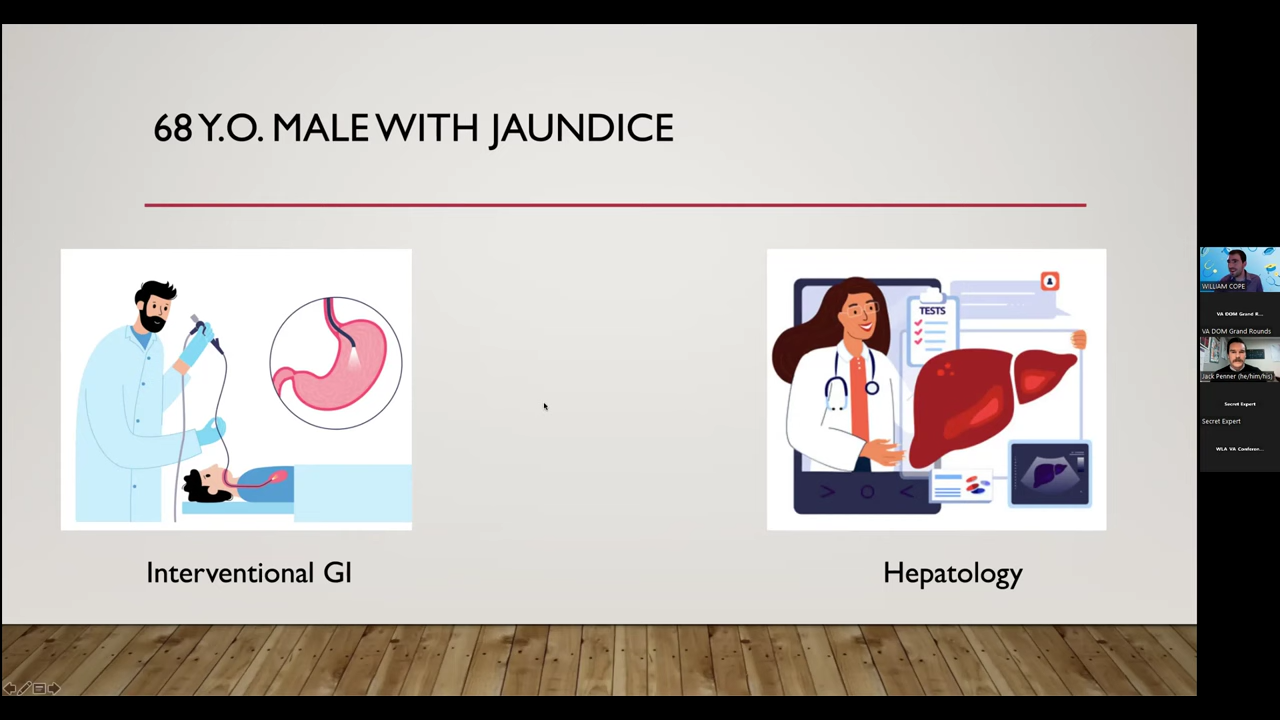 68 Y.O. MALE WITH JAUNDICE
TESTS
Interventional GI
Hepatology
WILLIAM COPE
VA DOM Grand R...
VA DOM Grand Rounds
Jack Penner (he/him/his)
Secret Expert
Secret Expert
WLA VA Conferen...